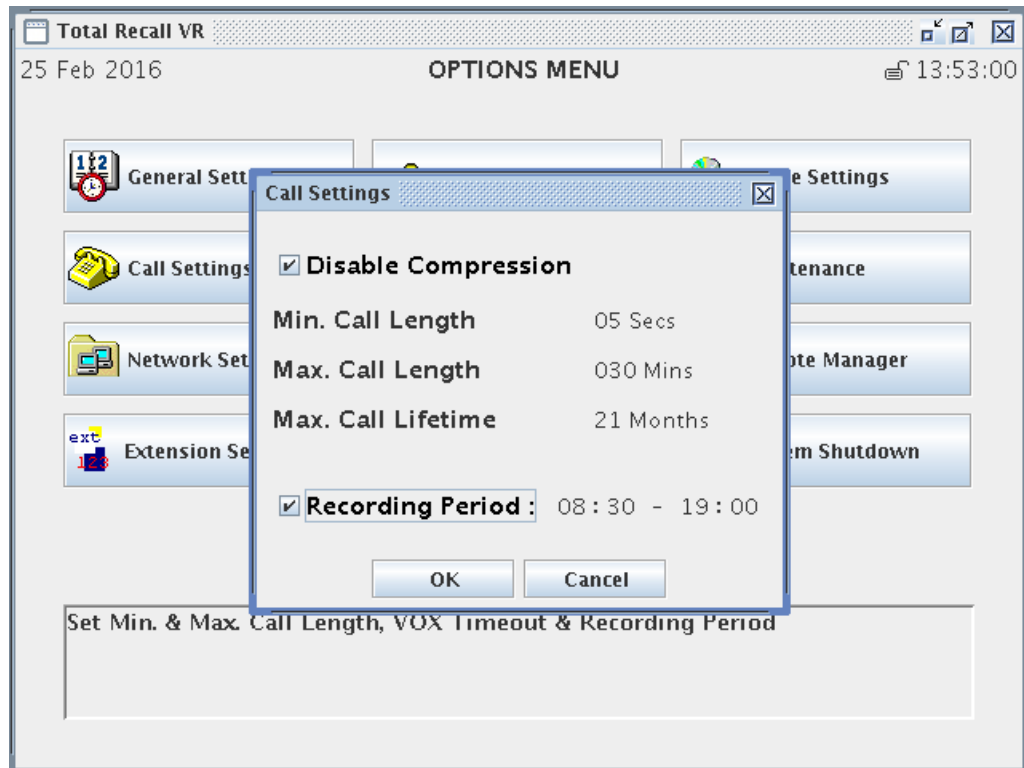 Total Recall VR
25 Feb 2016 OPTIONS MENU 13:53:00
General Sett
e Settings
Call Settings
Disable Compression
Min. Call Length 05 Secs
Max. Call Length 030 Mins
Max. Call Lifetime 21 Months
Recording Period : 08 : 30 - 19 : 00
OK Cancel
Call Settings
tenance
Network Set
ote Manager
ext 123
Extension Se
em Shutdown
Set Min. & Max. Call Length, VOX Timeout & Recording Period